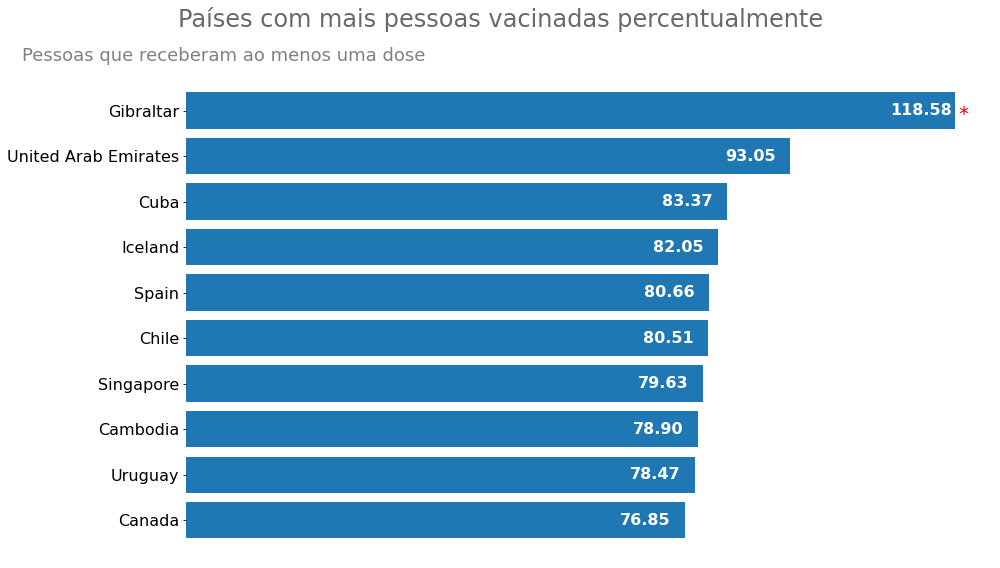 Países com mais pessoas vacinadas percentualmente
Pessoas que receberam ao menos uma dose
Gibraltar 118.58 *
United Arab Emirates 93.05
Cuba 83.37
Iceland 82.05
Spain 80.66
Chile 80.51
Singapore 79.63
Cambodia 78.90
Uruguay 78.47
Canada 76.85